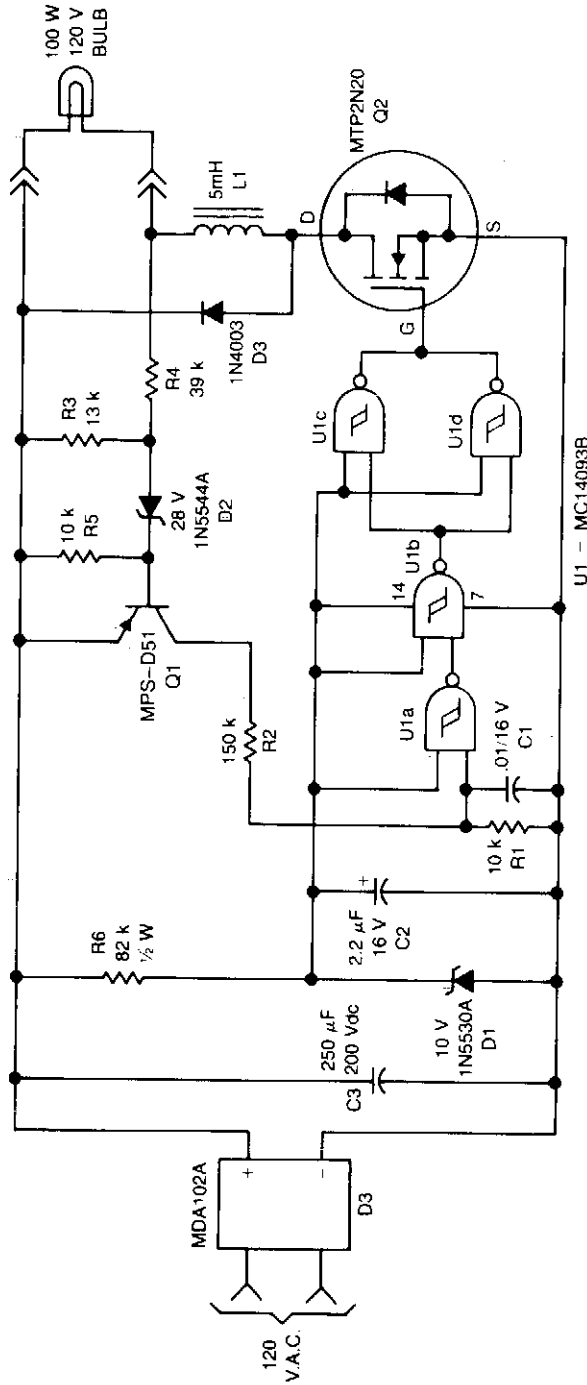 120
V.A.C.
MDA102A
+
-
D3
250 µF
200 Vdc
C3
R6
82 k
½ W
10 V
1N5530A
D1
+
2.2 µF
16 V
C2
10 k
R1
.01/16 V
C1
150 k
R2
MPS-D51
Q1
10 k
R5
28 V
1N5544A
D2
R3
13 k
R4
39 k
1N4003
D3
5mH
L1
100 W
120 V
BULB
U1a
14
7
U1b
U1c
U1d
G
D
S
MTP2N20
Q2
U1 - MC14093B